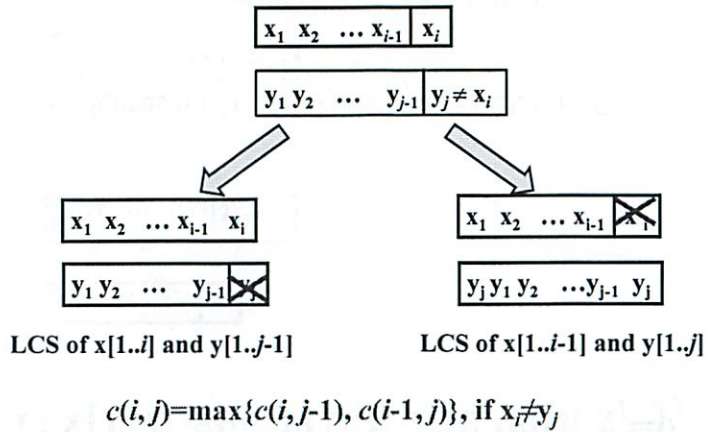 x₁ x₂ … xᵢ₋₁ xᵢ
y₁ y₂ … yⱼ₋₁ yⱼ ≠ xᵢ
x₁ x₂ … xᵢ₋₁ xᵢ
x₁ x₂ … xᵢ₋₁ xᵢ
y₁ y₂ … yⱼ₋₁ yⱼ
yⱼ y₁ y₂ …yⱼ₋₁ yⱼ
LCS of x[1..i] and y[1..j-1]
LCS of x[1..i-1] and y[1..j]
c(i, j)=max{c(i, j-1), c(i-1, j)}, if xᵢ≠yⱼ